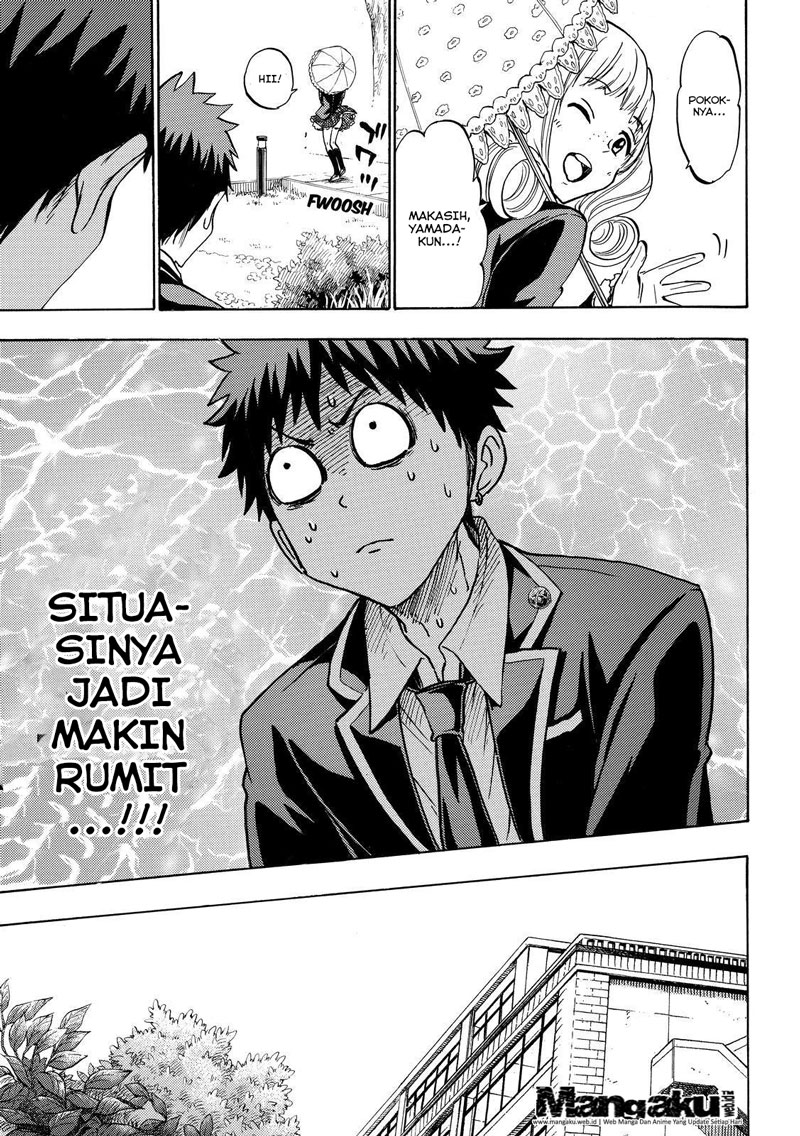 POKOK-
NYA...
MAKASIH,
YAMADA-
KUN...!
HII!
FWOOSH
SITUA-
SINYA
JADI
MAKIN
RUMIT
...!!!
Mangaku
www.mangaku.web.id | Web Manga Dan Anime Yang Update Setiap Hari